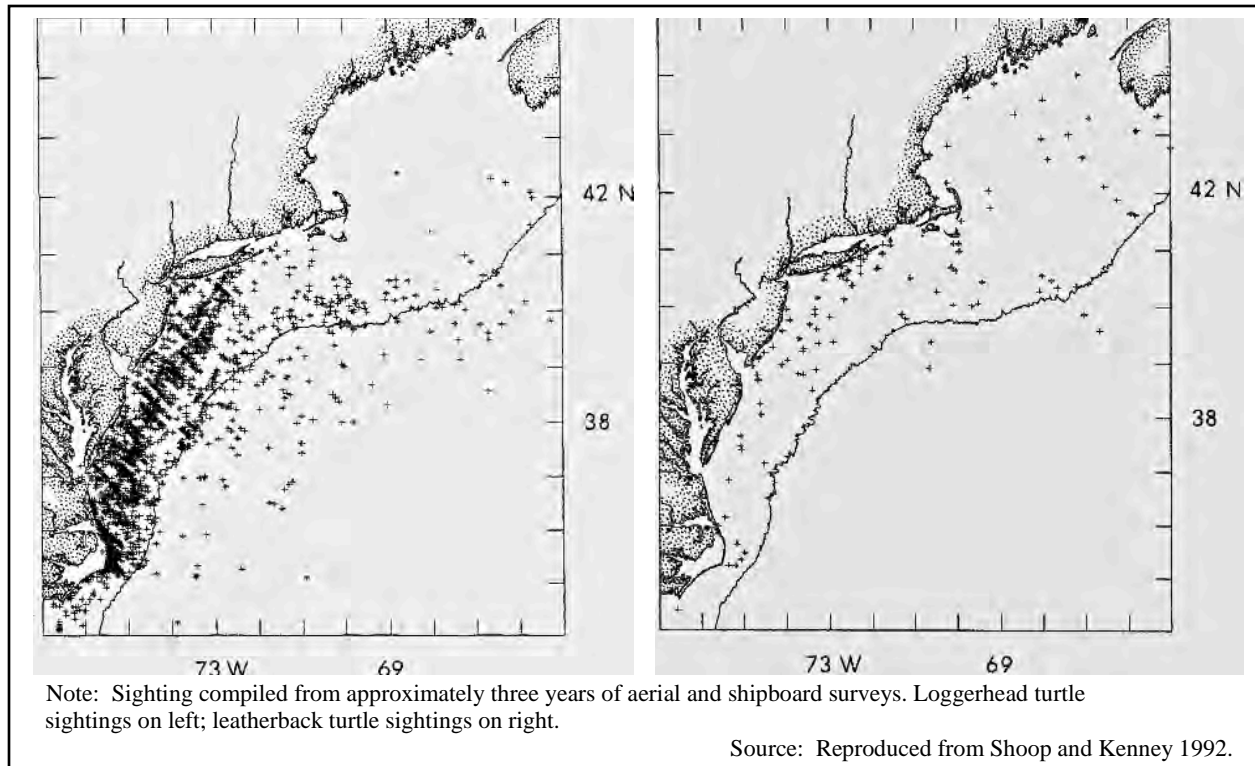 42 N
38
73 W
69
42 N
38
73 W
69
Note: Sighting compiled from approximately three years of aerial and shipboard surveys. Loggerhead turtle
sightings on left; leatherback turtle sightings on right.
Source: Reproduced from Shoop and Kenney 1992.